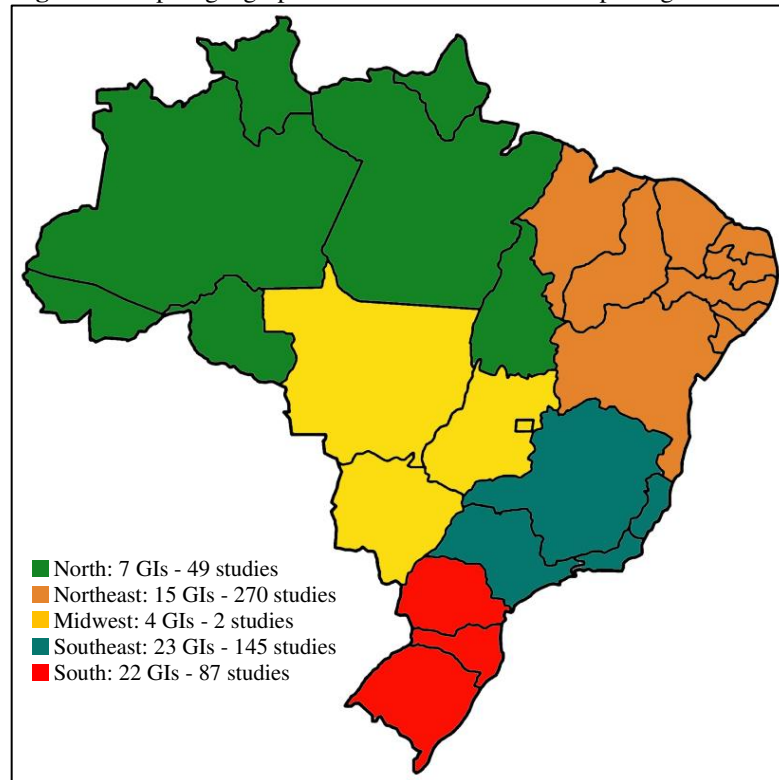 North: 7 GIs - 49 studies
Northeast: 15 GIs - 270 studies
Midwest: 4 GIs - 2 studies
Southeast: 23 GIs - 145 studies
South: 22 GIs - 87 studies